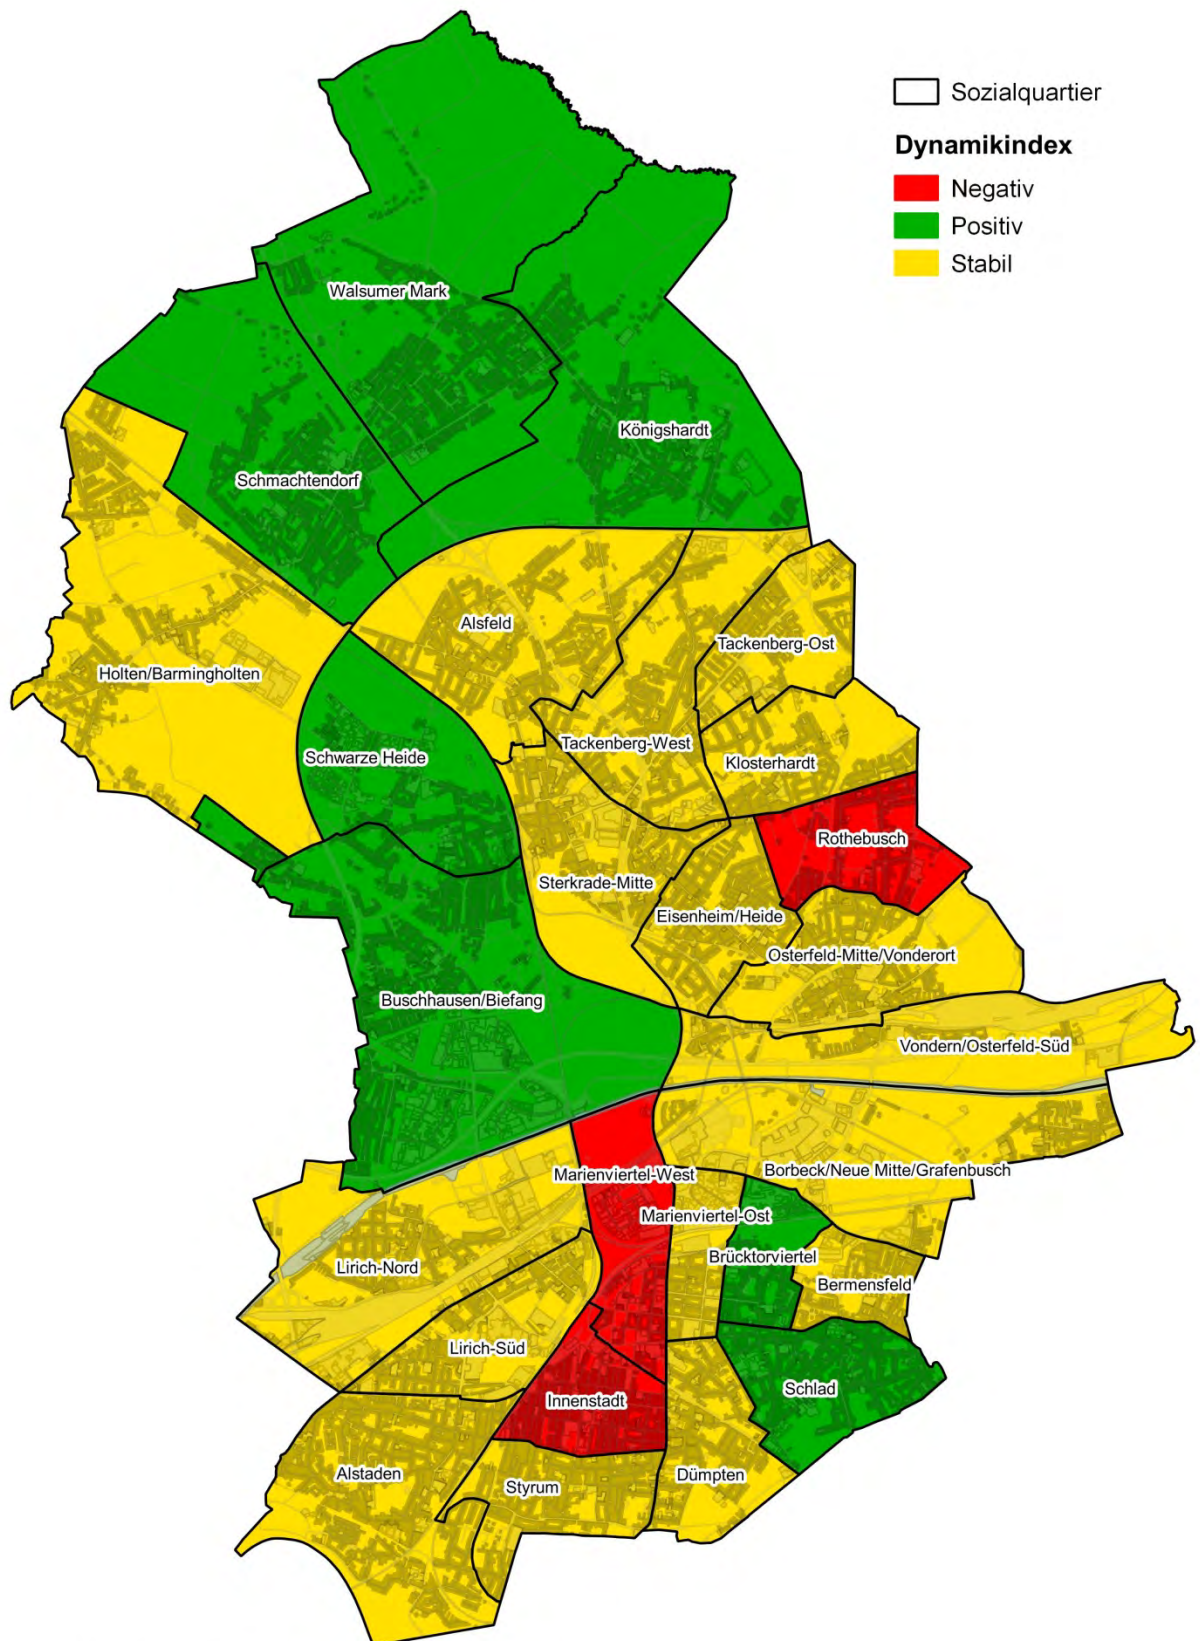 Sozialquartier
Dynamikindex
Negativ
Positiv
Stabil
Walsumer Mark
Königshardt
Schmachtendorf
Alsfeld
Tackenberg-Ost
Holten/Barmingholten
Tackenberg-West
Schwarze Heide
Klosterhardt
Rothebusch
Sterkrade-Mitte
Eisenheim/Heide
Osterfeld-Mitte/Vonderort
Buschhausen/Biefang
Vondern/Osterfeld-Süd
Marienviertel-West
Borbeck/Neue Mitte/Grafenbusch
Marienviertel-Ost
Brücktorviertel
Lirich-Nord
Bermensfeld
Lirich-Süd
Schlad
Innenstadt
Alstaden
Dümpten
Styrum